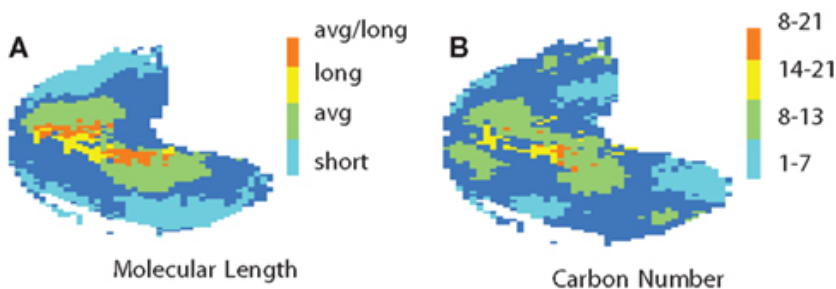 A
avg/long
long
avg
short
Molecular Length
B
8-21
14-21
8-13
1-7
Carbon Number